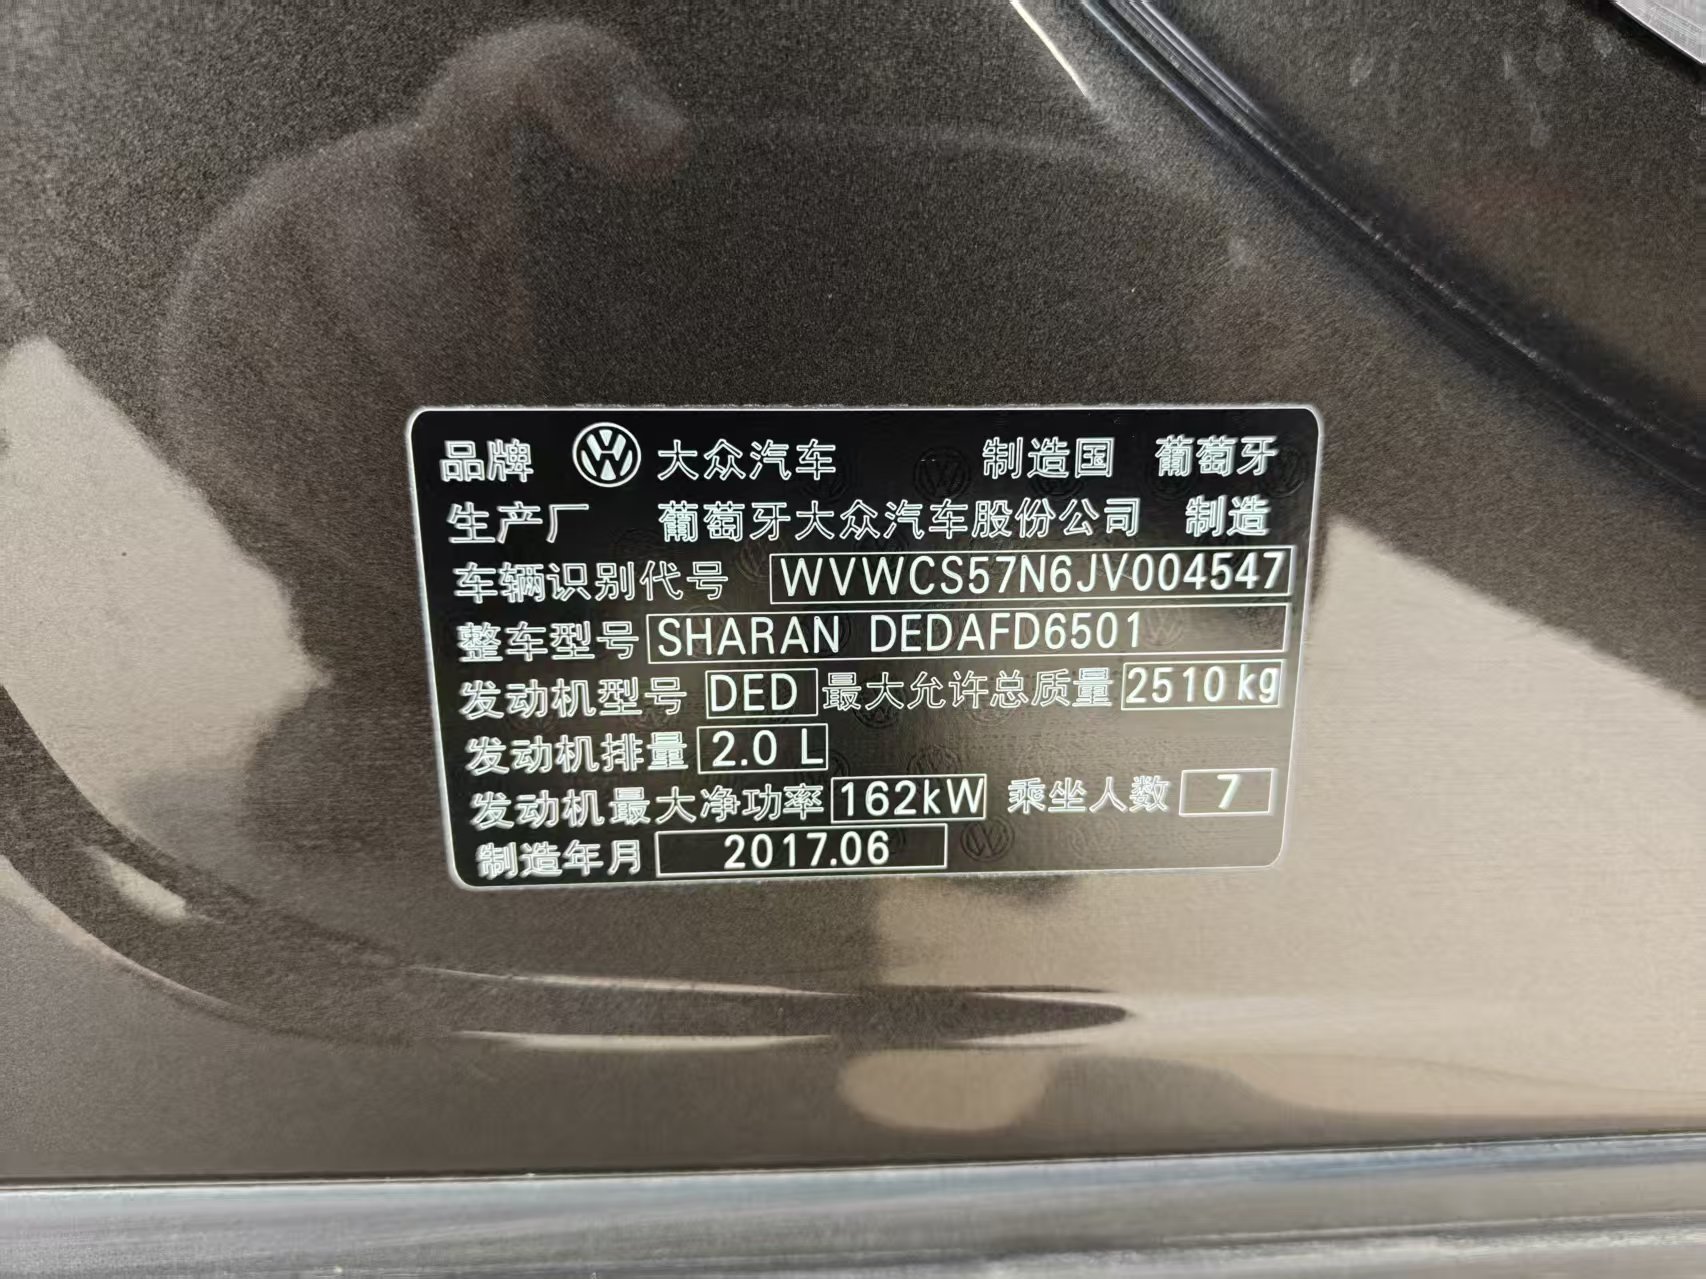 品牌 大众汽车 制造国 葡萄牙
生产厂 葡萄牙大众汽车股份公司 制造
车辆识别代号 WVWCS57N6JV004547
整车型号 SHARAN DEDAFD6501
发动机型号 DED 最大允许总质量 2510 kg
发动机排量 2.0 L
发动机最大净功率 162kW 乘坐人数 7
制造年月 2017.06